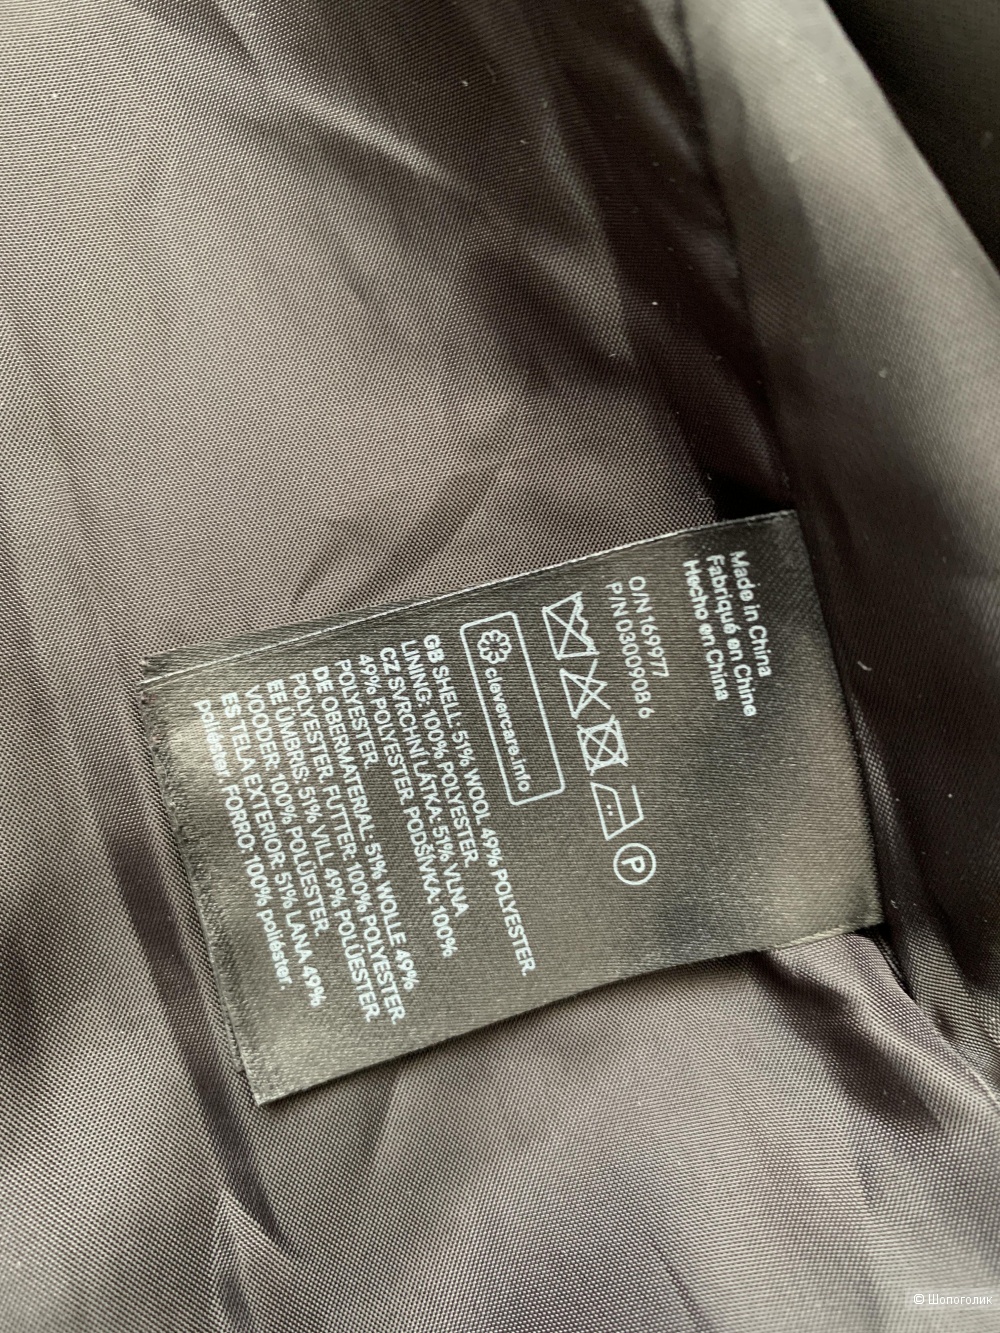 Made in China
Fabriqué en Chine
Hecho en China
O/N 169977
P/N 0300908 6
P
clevercare.info
GB SHELL: 51% WOOL 49% POLYESTER.
LINING: 100% POLYESTER.
CZ SVRCHNÍ LÁTKA: 51% VLNA
49% POLYESTER. PODŠÍVKA: 100%
POLYESTER.
DE OBERMATERIAL: 51% WOLLE 49%
POLYESTER. FUTTER: 100% POLYESTER.
EE ÜMBRIS: 51% VILL 49% POLÜESTER.
VOODER: 100% POLÜESTER.
ES TELA EXTERIOR: 51% LANA 49%
poliéster. FORRO: 100% poliéster.
© Шопоголик